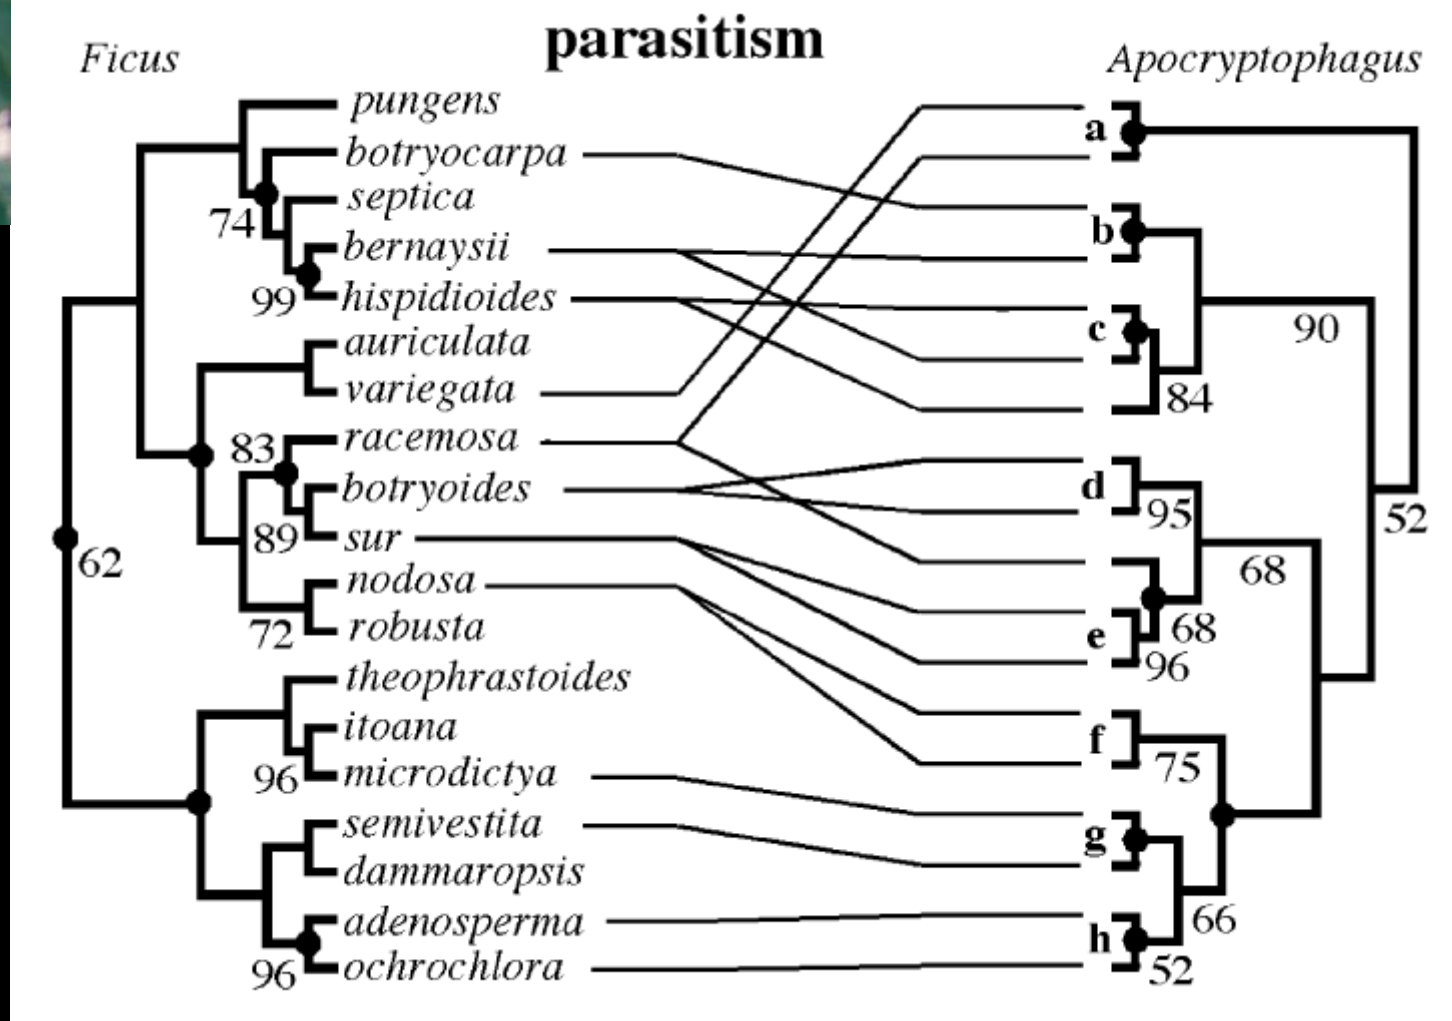 parasitism
Ficus
Apocryptophagus
pungens
botryocarpa
septica
bernaysii
hispidioides
auriculata
variegata
racemosa
botryoides
sur
nodosa
robusta
theophrastoides
itoana
microdictya
semivestita
dammaropsis
adenosperma
ochrochlora
74
99
83
89
62
72
96
96
a
b
c
d
e
f
g
h
90
84
95
52
68
68
96
75
66
52